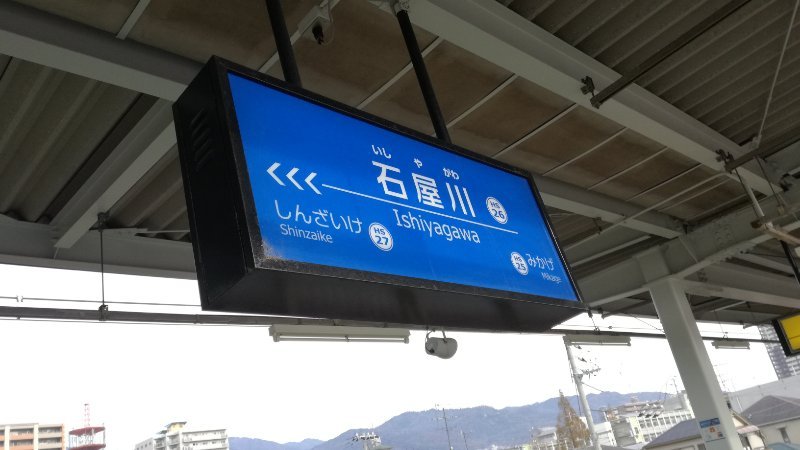 いしやがわ
石屋川
HS
26
Ishiyagawa
しんざいけ
HS
27
Shinzaike
HS
25
みかげ
Mikage